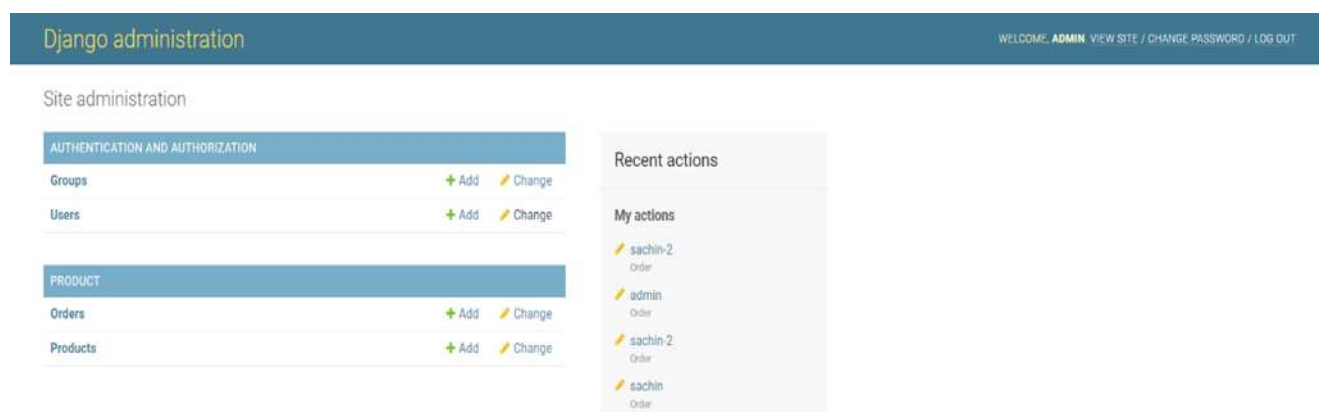 Django administration
WELCOME, ADMIN. VIEW SITE / CHANGE PASSWORD / LOG OUT
Site administration
AUTHENTICATION AND AUTHORIZATION
Groups + Add Change
Users + Add Change
PRODUCT
Orders + Add Change
Products + Add Change
Recent actions
My actions
sachin-2
Order
admin
Order
sachin-2
Order
sachin
Order